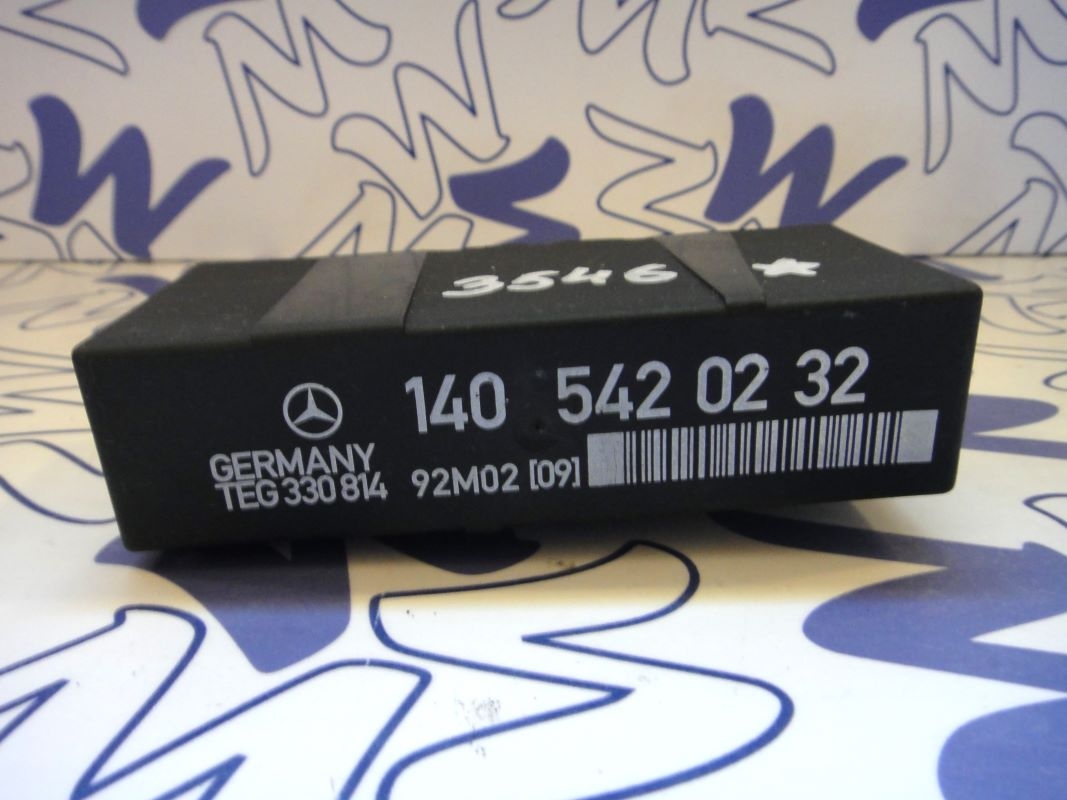 3546 *
140 542 02 32
GERMANY
TEG 330 814 92M02 [09]